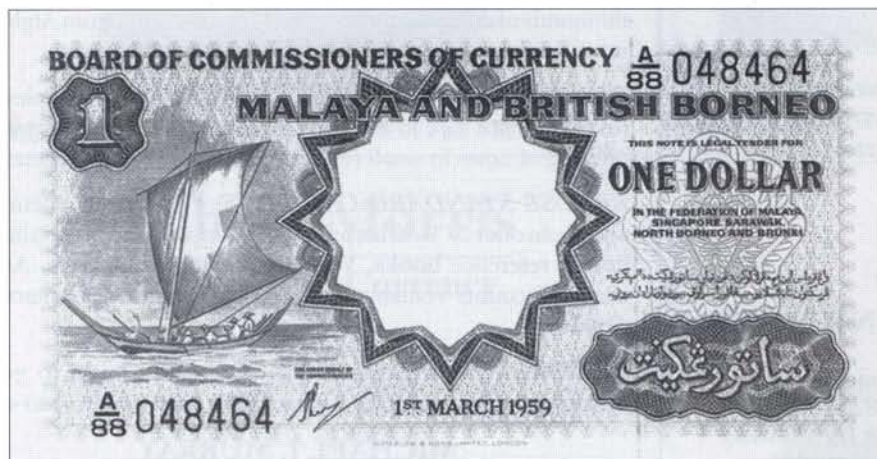 BOARD OF COMMISSIONERS OF CURRENCY
A/88 048464
MALAYA AND BRITISH BORNEO
1
THIS NOTE IS LEGAL TENDER FOR
ONE DOLLAR
IN THE FEDERATION OF MALAYA,
SINGAPORE, SARAWAK,
NORTH BORNEO AND BRUNEI
ساتو رڠݢيت
A/88 048464
1ST MARCH 1959